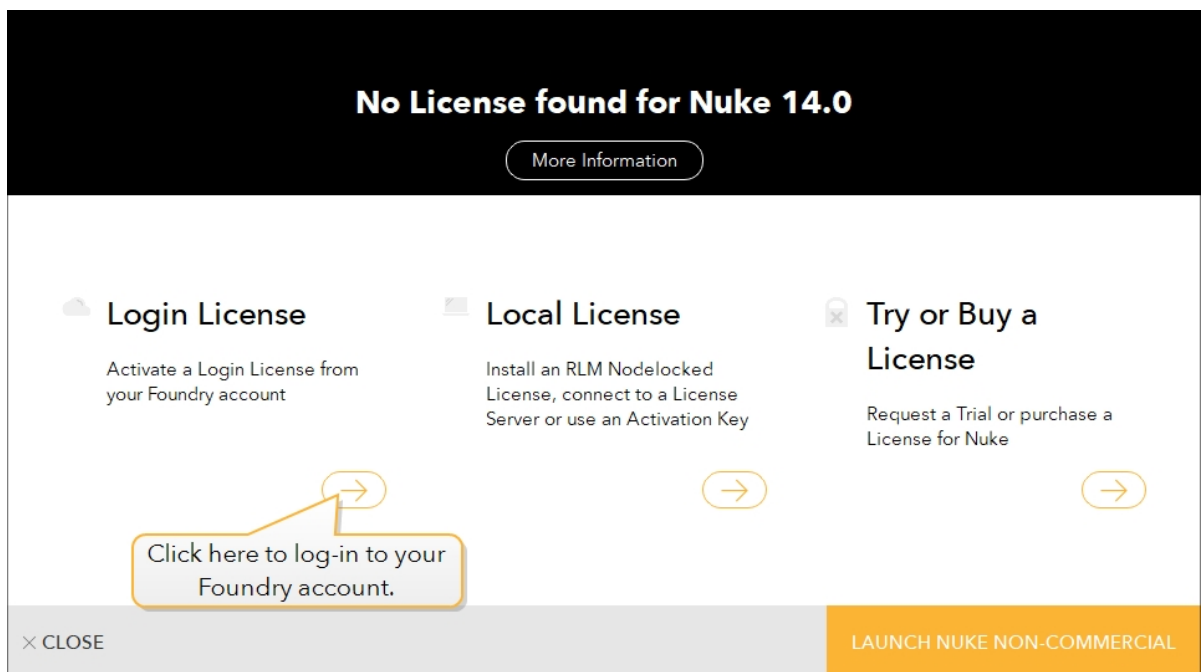 No License found for Nuke 14.0
More Information
Login License
Activate a Login License from
your Foundry account
Local License
Install an RLM Nodelocked
License, connect to a License
Server or use an Activation Key
Try or Buy a
License
Request a Trial or purchase a
License for Nuke
Click here to log-in to your
Foundry account.
× CLOSE
LAUNCH NUKE NON-COMMERCIAL